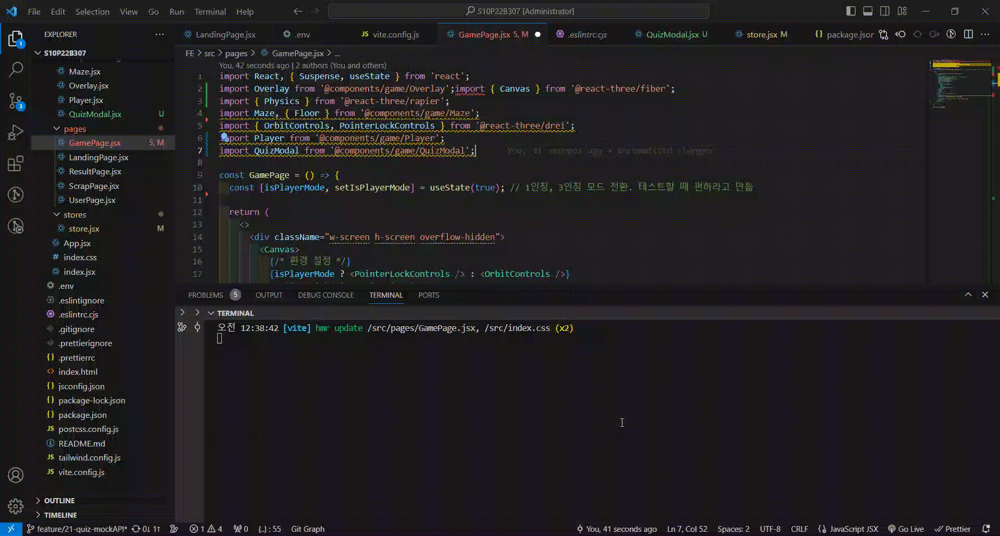 File Edit Selection View Go Run Terminal Help
S10P22B307 [Administrator]
EXPLORER
LandingPage.jsx
.env
JS vite.config.js
GamePage.jsx 5, M
.eslintrc.cjs
QuizModal.jsx U
store.jsx M
{} package.jsor
S10P22B307
FE > src > pages > GamePage.jsx > ...
Maze.jsx
Overlay.jsx
Player.jsx
QuizModal.jsx U
pages
GamePage.jsx 5, M
LandingPage.jsx
ResultPage.jsx
ScrapPage.jsx
UserPage.jsx
stores
store.jsx M
App.jsx
# index.css
index.jsx
.env
.eslintignore
.eslintrc.cjs
.gitignore
.prettierignore
{} .prettierrc
<> index.html
{} jsconfig.json
{} package-lock.json
{} package.json
JS postcss.config.js
README.md
JS tailwind.config.js
JS vite.config.js
OUTLINE
TIMELINE
You, 42 seconds ago | 2 authors (You and others)
1 import React, { Suspense, useState } from 'react';
2 import Overlay from '@components/game/Overlay';import { Canvas } from '@react-three/fiber';
3 import { Physics } from '@react-three/rapier';
4 import Maze, { Floor } from '@components/game/Maze';
5 import { OrbitControls, PointerLockControls } from '@react-three/drei';
6 import Player from '@components/game/Player';
7 import QuizModal from '@components/game/QuizModal'; You, 41 seconds ago • Uncommitted changes
8
9 const GamePage = () => {
10 const [isPlayerMode, setIsPlayerMode] = useState(true); // 1인칭, 3인칭 모드 전환. 테스트할 때 편하라고 만듦
11
12 return (
13 <>
14 <div className="w-screen h-screen overflow-hidden">
15 <Canvas>
16 {/* 환경 설정 */}
17 {isPlayerMode ? <PointerLockControls /> : <OrbitControls />}
PROBLEMS 5 OUTPUT DEBUG CONSOLE TERMINAL PORTS
TERMINAL
오전 12:38:42 [vite] hmr update /src/pages/GamePage.jsx, /src/index.css (x2)
feature/21-quiz-mockAPI* 0↓ 1↑ 1 4 0 {..} : 55 Git Graph
You, 41 seconds ago Ln 7, Col 52 Spaces: 2 UTF-8 CRLF JavaScript JSX Go Live Prettier